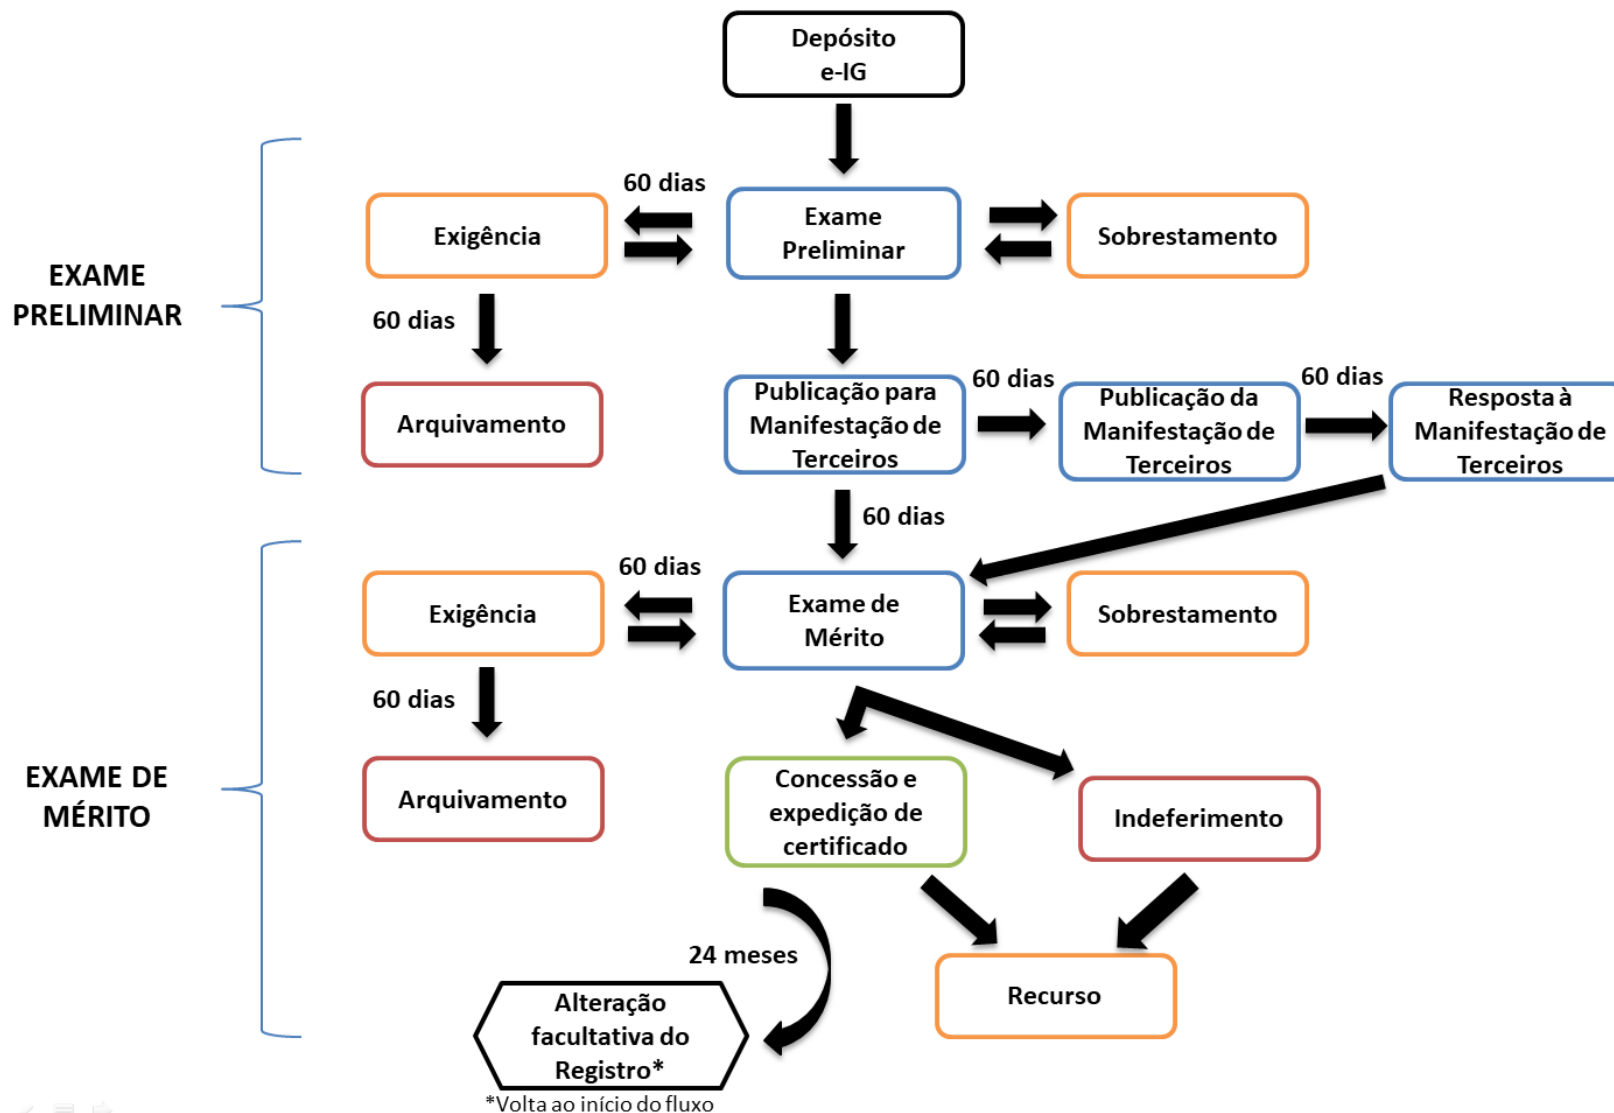 Depósito
e-IG
60 dias
Exigência
Exame
Preliminar
Sobrestamento
EXAME
PRELIMINAR
60 dias
Arquivamento
Publicação para
Manifestação de
Terceiros
60 dias
Publicação da
Manifestação de
Terceiros
60 dias
Resposta à
Manifestação de
Terceiros
60 dias
60 dias
Exigência
Exame de
Mérito
Sobrestamento
60 dias
EXAME DE
MÉRITO
Arquivamento
Concessão e
expedição de
certificado
Indeferimento
24 meses
Alteração
facultativa do
Registro*
Recurso
*Volta ao início do fluxo